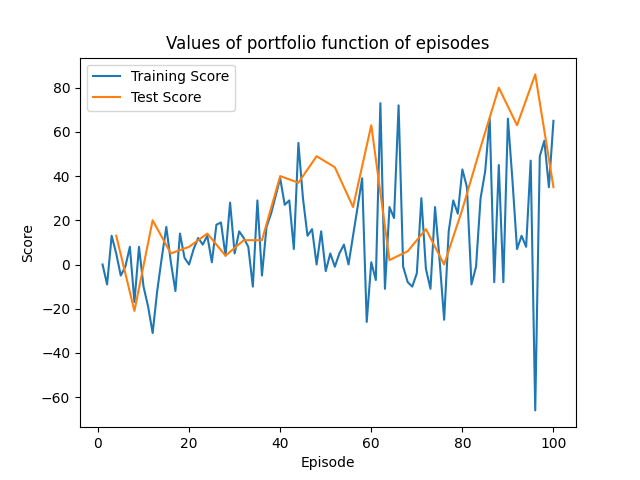 Values of portfolio function of episodes
Training Score
Test Score
80
60
40
20
0
−20
−40
−60
Score
0 20 40 60 80 100
Episode